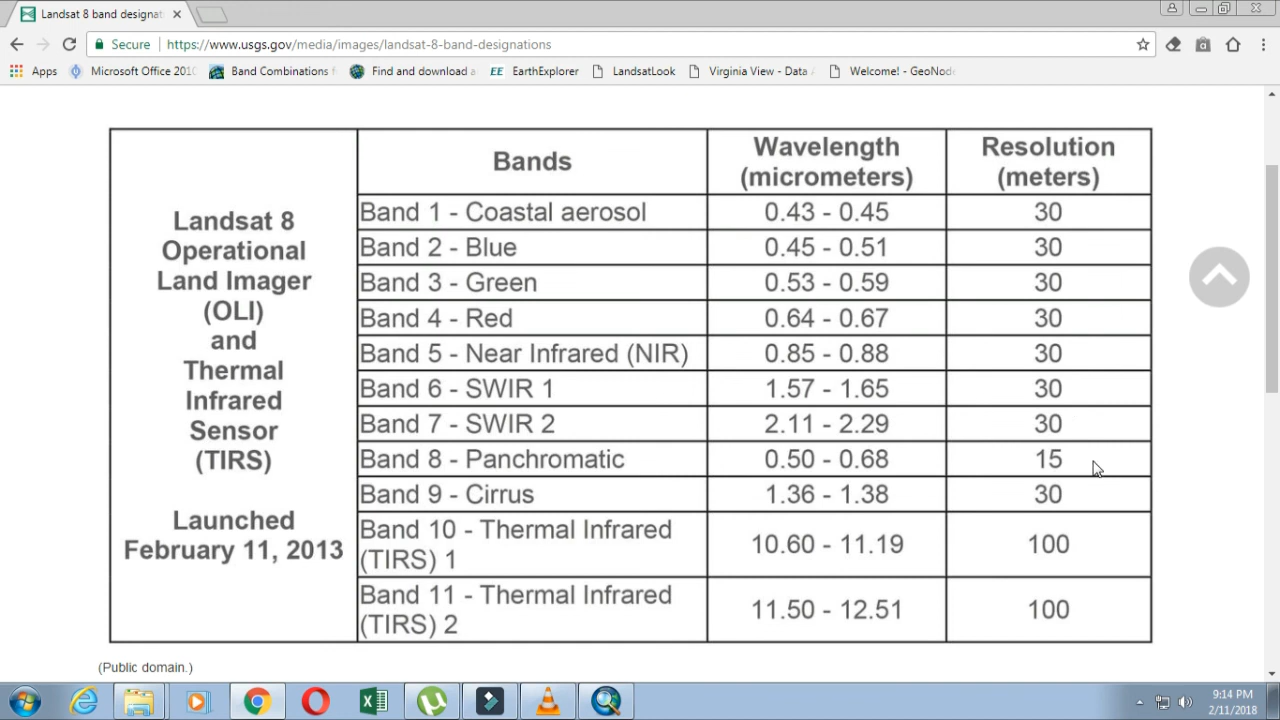 Landsat 8 band designat
Secure
https://www.usgs.gov/media/images/landsat-8-band-designations
Apps
Microsoft Office 201
Band Combinations f
Find and download a
EE EarthExplorer
LandsatLook
Virginia View - Data A
Welcome! - GeoNode
Landsat 8
Operational
Land Imager
(OLI)
and
Thermal
Infrared
Sensor
(TIRS)
Launched
February 11, 2013
Bands
Wavelength
(micrometers)
Resolution
(meters)
Band 1 - Coastal aerosol 0.43 - 0.45 30
Band 2 - Blue 0.45 - 0.51 30
Band 3 - Green 0.53 - 0.59 30
Band 4 - Red 0.64 - 0.67 30
Band 5 - Near Infrared (NIR) 0.85 - 0.88 30
Band 6 - SWIR 1 1.57 - 1.65 30
Band 7 - SWIR 2 2.11 - 2.29 30
Band 8 - Panchromatic 0.50 - 0.68 15
Band 9 - Cirrus 1.36 - 1.38 30
Band 10 - Thermal Infrared
(TIRS) 1
10.60 - 11.19 100
Band 11 - Thermal Infrared
(TIRS) 2
11.50 - 12.51 100
(Public domain.)
9:14 PM
2/11/2018